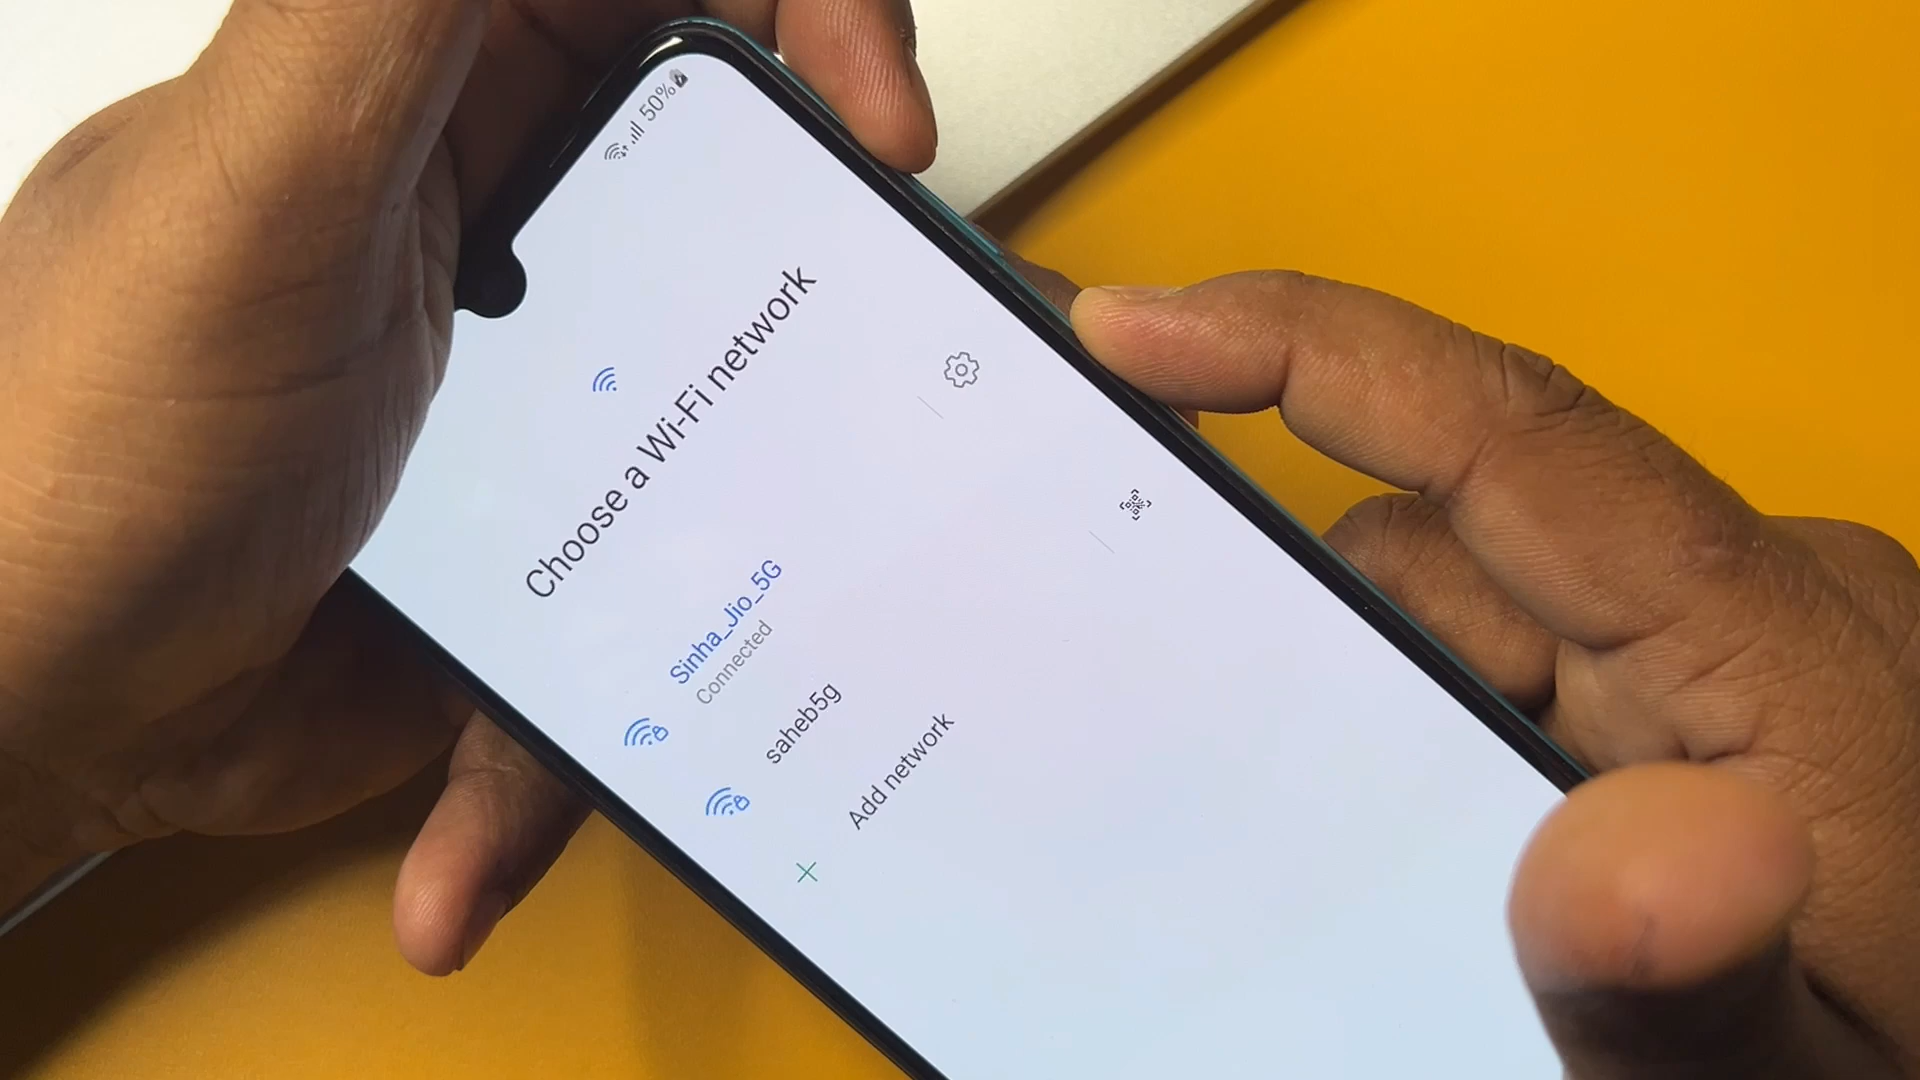 50%
Choose a Wi-Fi network
Sinha_Jio_5G
Connected
saheb5g
Add network